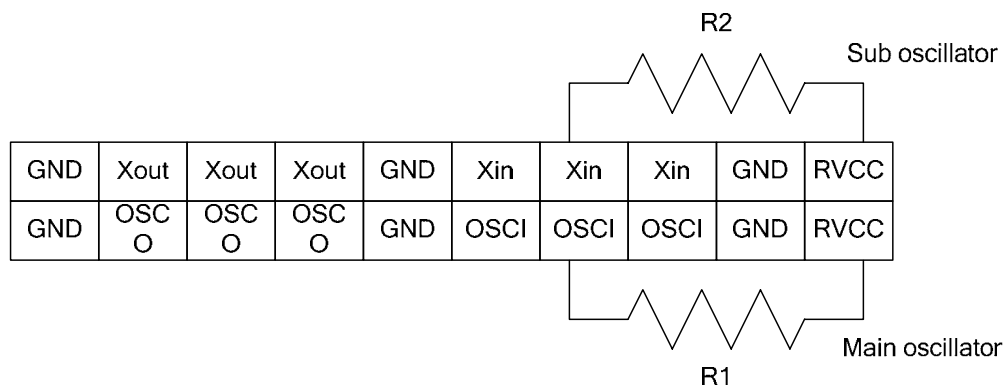 R2
Sub oscillator
GND Xout Xout Xout GND Xin Xin Xin GND RVCC
GND OSC O OSC O OSC O GND OSCI OSCI OSCI GND RVCC
Main oscillator
R1